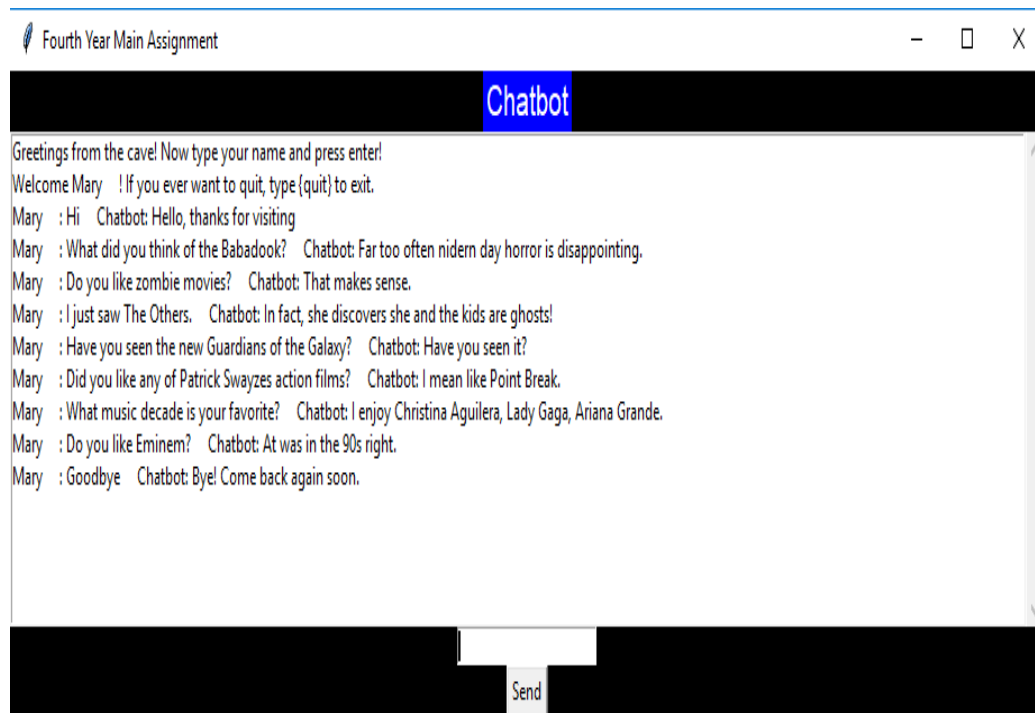 Fourth Year Main Assignment
Chatbot
Greetings from the cave! Now type your name and press enter!
Welcome Mary    ! If you ever want to quit, type {quit} to exit.
Mary    : Hi    Chatbot: Hello, thanks for visiting
Mary    : What did you think of the Babadook?    Chatbot: Far too often nidern day horror is disappointing.
Mary    : Do you like zombie movies?    Chatbot: That makes sense.
Mary    : I just saw The Others.    Chatbot: In fact, she discovers she and the kids are ghosts!
Mary    : Have you seen the new Guardians of the Galaxy?    Chatbot: Have you seen it?
Mary    : Did you like any of Patrick Swayzes action films?    Chatbot: I mean like Point Break.
Mary    : What music decade is your favorite?    Chatbot: I enjoy Christina Aguilera, Lady Gaga, Ariana Grande.
Mary    : Do you like Eminem?    Chatbot: At was in the 90s right.
Mary    : Goodbye    Chatbot: Bye! Come back again soon.
Send